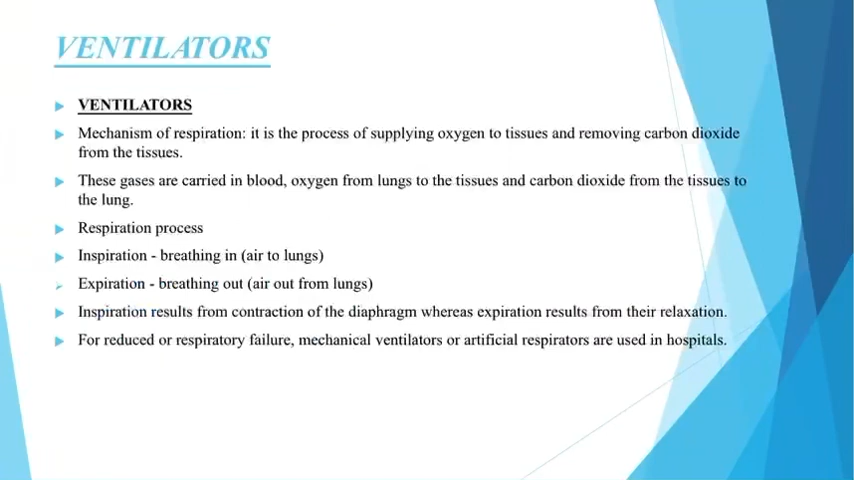 VENTILATORS
VENTILATORS
Mechanism of respiration: it is the process of supplying oxygen to tissues and removing carbon dioxide
from the tissues.
These gases are carried in blood, oxygen from lungs to the tissues and carbon dioxide from the tissues to
the lung.
Respiration process
Inspiration - breathing in (air to lungs)
Expiration - breathing out (air out from lungs)
Inspiration results from contraction of the diaphragm whereas expiration results from their relaxation.
For reduced or respiratory failure, mechanical ventilators or artificial respirators are used in hospitals.